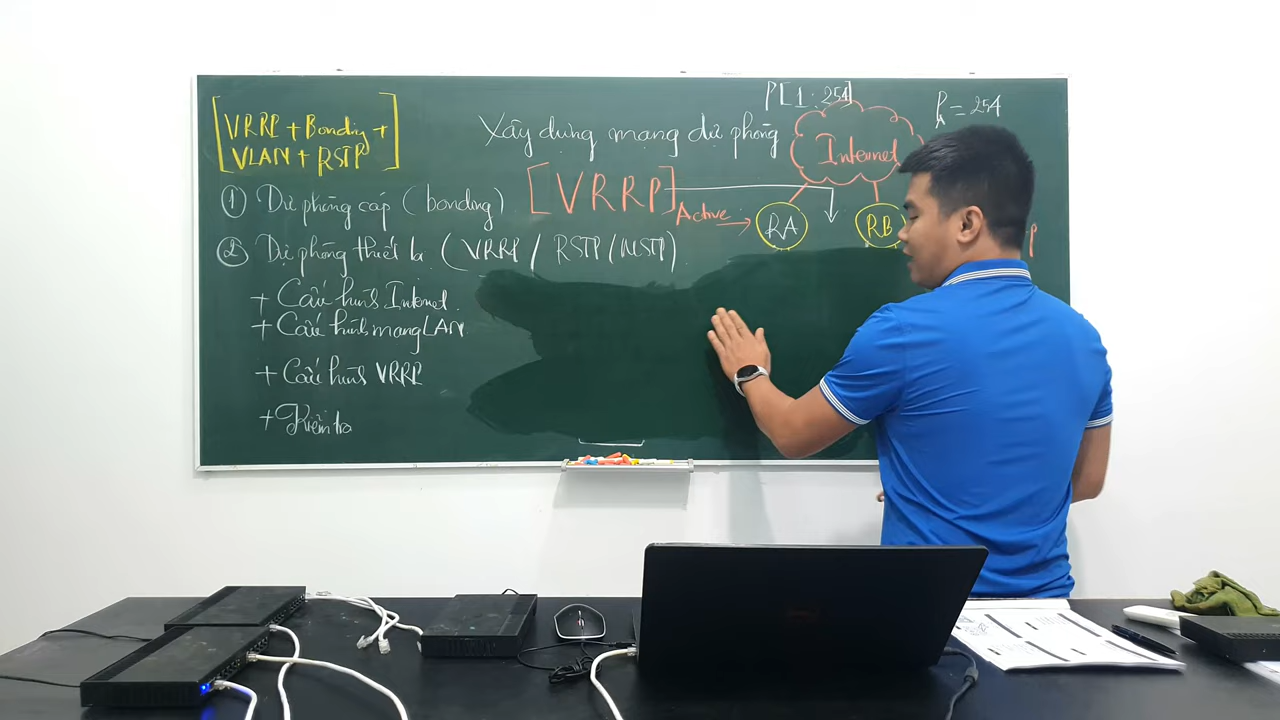 [VRRP + Bonding +
VLAN + RSTP]
Xây dựng mạng dự phòng
P[1:254]
P = 254
Internet
① Dự phòng cáp (bonding)
[VRRP]
Active
RA
RB
② Dự phòng thiết bị (VRRP / RSTP / MSTP)
+ Cấu hình Internet.
+ Cấu hình mạng LAN
+ Cấu hình VRRP
+ Kiểm tra